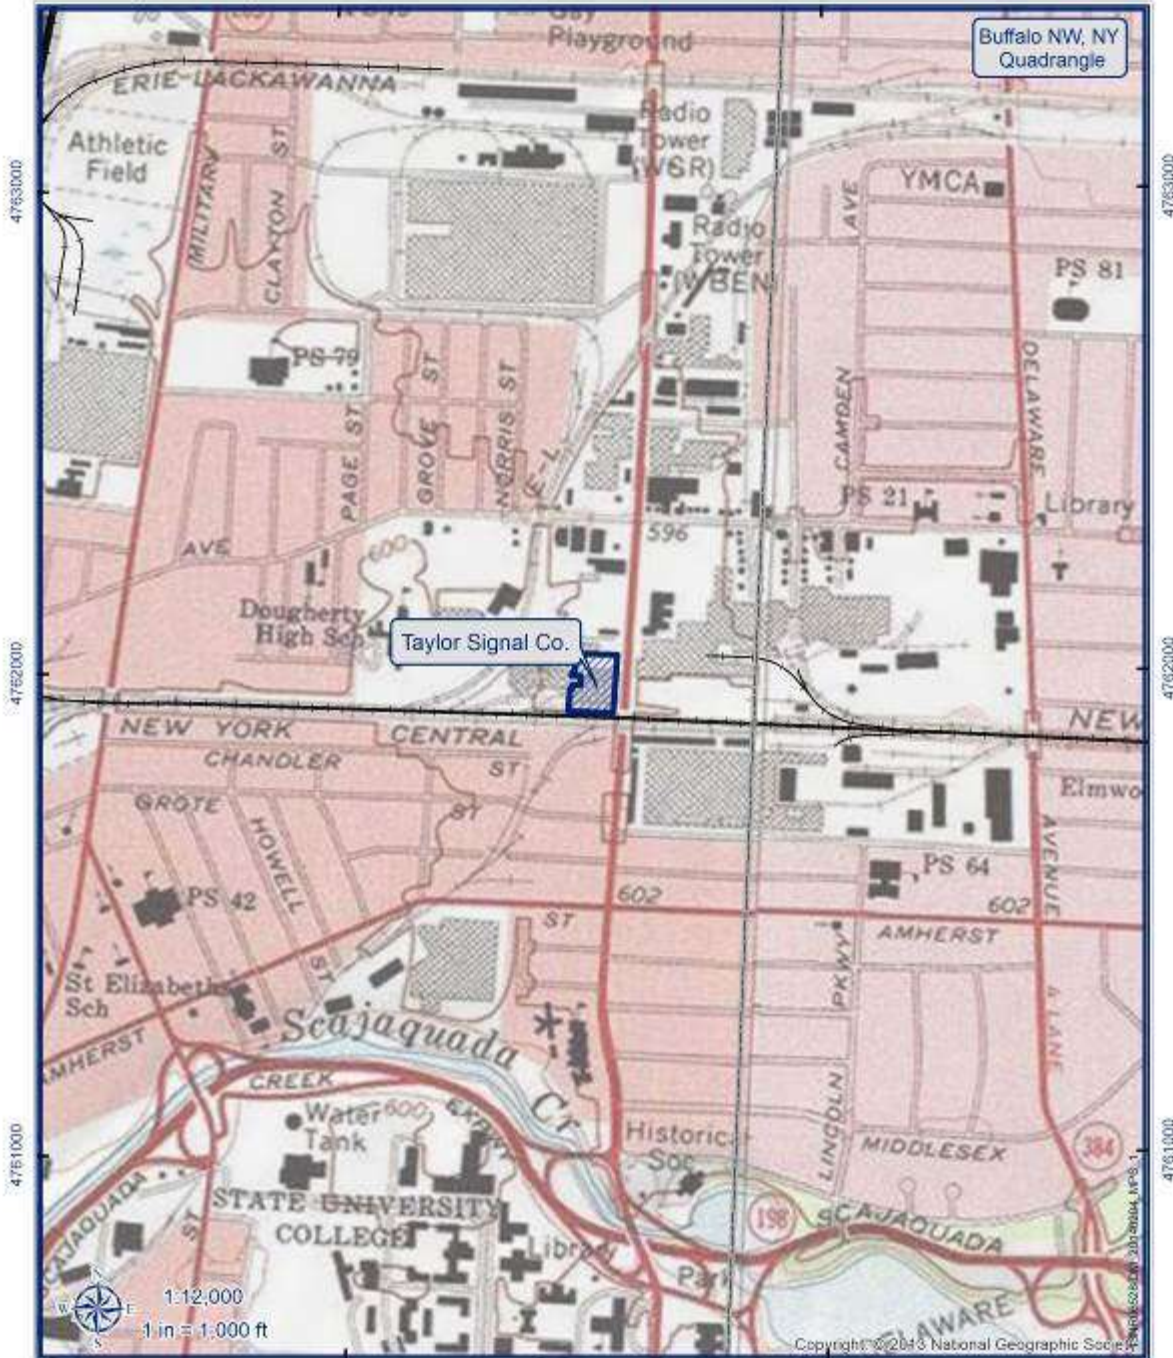 Buffalo NW, NY
Quadrangle
Playground
ERIE-LACKAWANNA
Radio
Tower
(WGR)
Athletic
Field
MILITARY
CLAYTON
ST
YMCA
AVE
4763000
4763000
Radio
Tower
(WBEN)
PS 81
PS 79
GROVE ST
NORRIS ST
PAGE ST
CAMDEN
DELAWARE
E-L
PS 21
Library
596
AVE
600
Dougherty
High Sch
Taylor Signal Co.
4762000
4762000
NEW YORK
CENTRAL
NEW
CHANDLER
ST
Elmwo
GROTE
ST
HOWELL
ST
AVENUE
PS 42
PS 64
602
602
ST
AMHERST
PKWY
St Elizabeths
Sch
Scajaquada
Cr
AMHERST
CREEK
Water
Tank
600
Historical
Soc
LINCOLN
MIDDLESEX
384
4761000
4761000
STATE UNIVERSITY
COLLEGE
198
SCAJAQUADA
SCAJAQUADA
ST
Library
Park
DELAWARE
N
W
E
S
1:12,000
1 in = 1,000 ft
Copyright: © 2013 National Geographic Society